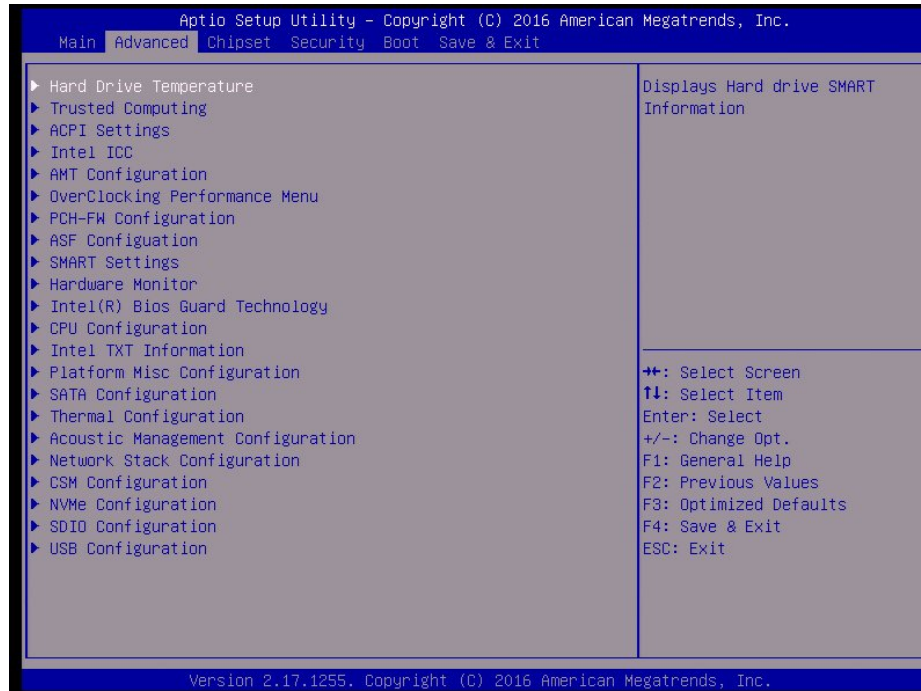 Aptio Setup Utility – Copyright (C) 2016 American Megatrends, Inc.
Main Advanced Chipset Security Boot Save & Exit
Hard Drive Temperature
Trusted Computing
ACPI Settings
Intel ICC
AMT Configuration
OverClocking Performance Menu
PCH-FW Configuration
ASF Configuation
SMART Settings
Hardware Monitor
Intel(R) Bios Guard Technology
CPU Configuration
Intel TXT Information
Platform Misc Configuration
SATA Configuration
Thermal Configuration
Acoustic Management Configuration
Network Stack Configuration
CSM Configuration
NVMe Configuration
SDIO Configuration
USB Configuration
Displays Hard drive SMART
Information
→←: Select Screen
↑↓: Select Item
Enter: Select
+/-: Change Opt.
F1: General Help
F2: Previous Values
F3: Optimized Defaults
F4: Save & Exit
ESC: Exit
Version 2.17.1255. Copyright (C) 2016 American Megatrends, Inc.